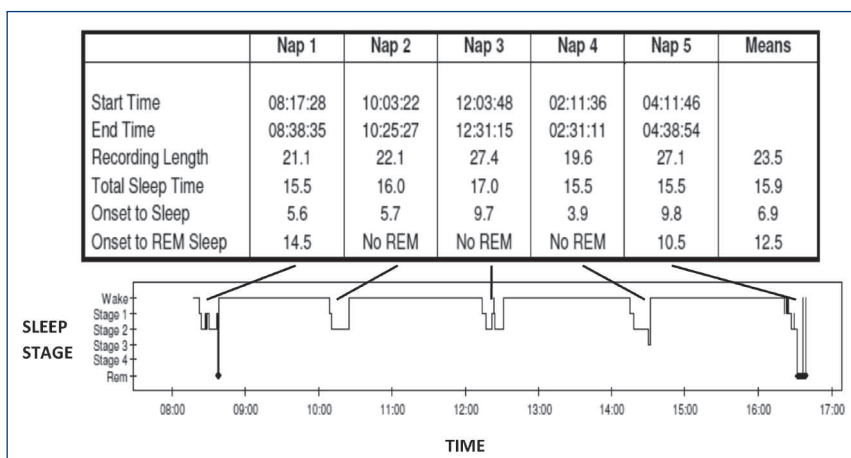 Nap 1 Nap 2 Nap 3 Nap 4 Nap 5 Means
Start Time 08:17:28 10:03:22 12:03:48 02:11:36 04:11:46
End Time 08:38:35 10:25:27 12:31:15 02:31:11 04:38:54
Recording Length 21.1 22.1 27.4 19.6 27.1 23.5
Total Sleep Time 15.5 16.0 17.0 15.5 15.5 15.9
Onset to Sleep 5.6 5.7 9.7 3.9 9.8 6.9
Onset to REM Sleep 14.5 No REM No REM No REM 10.5 12.5
SLEEP
STAGE
Wake
Stage 1
Stage 2
Stage 3
Stage 4
Rem
08:00 09:00 10:00 11:00 12:00 13:00 14:00 15:00 16:00 17:00
TIME